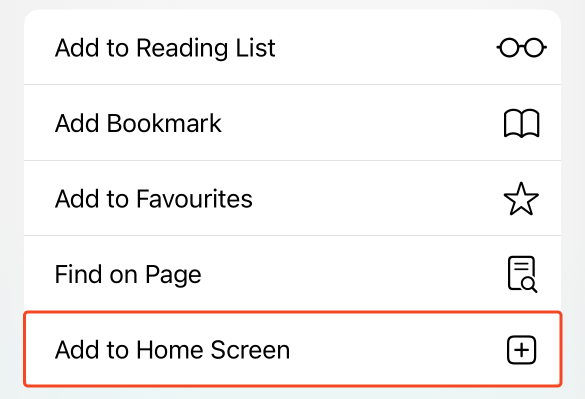 Add to Reading List
Add Bookmark
Add to Favourites
Find on Page
Add to Home Screen